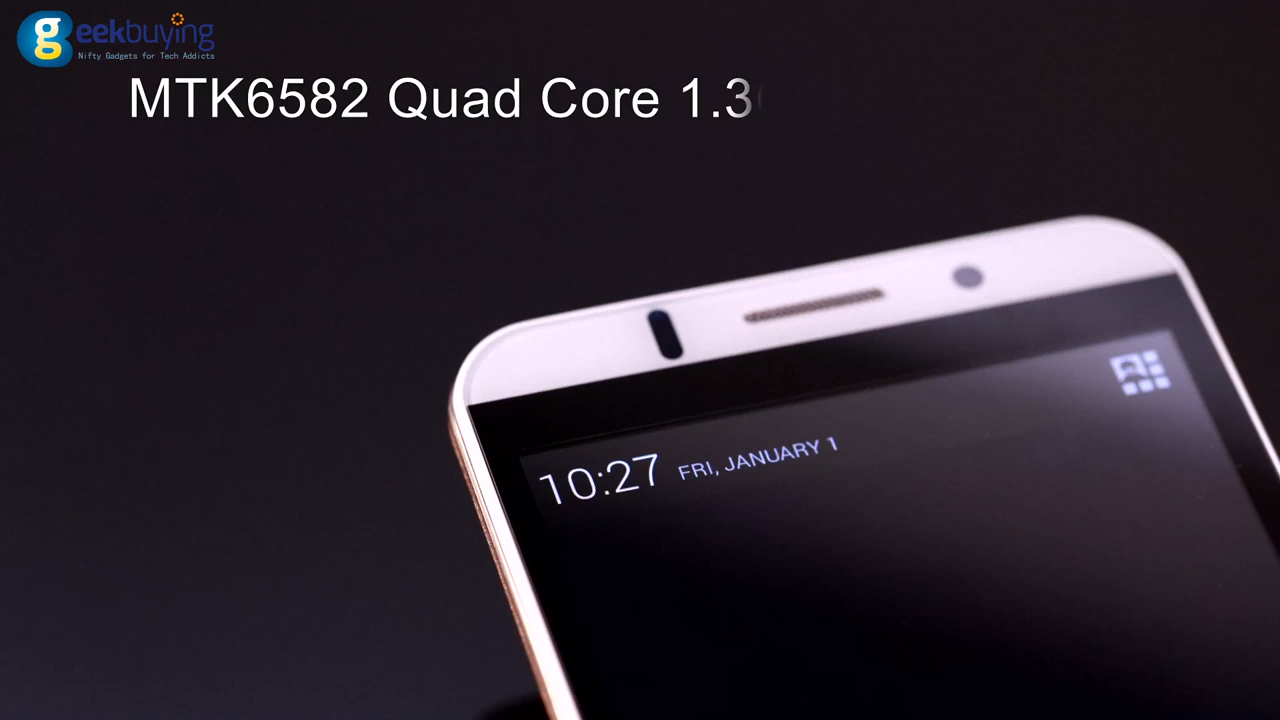 geekbuying
Nifty Gadgets for Tech Addicts
MTK6582 Quad Core 1.3
10:27 FRI, JANUARY 1